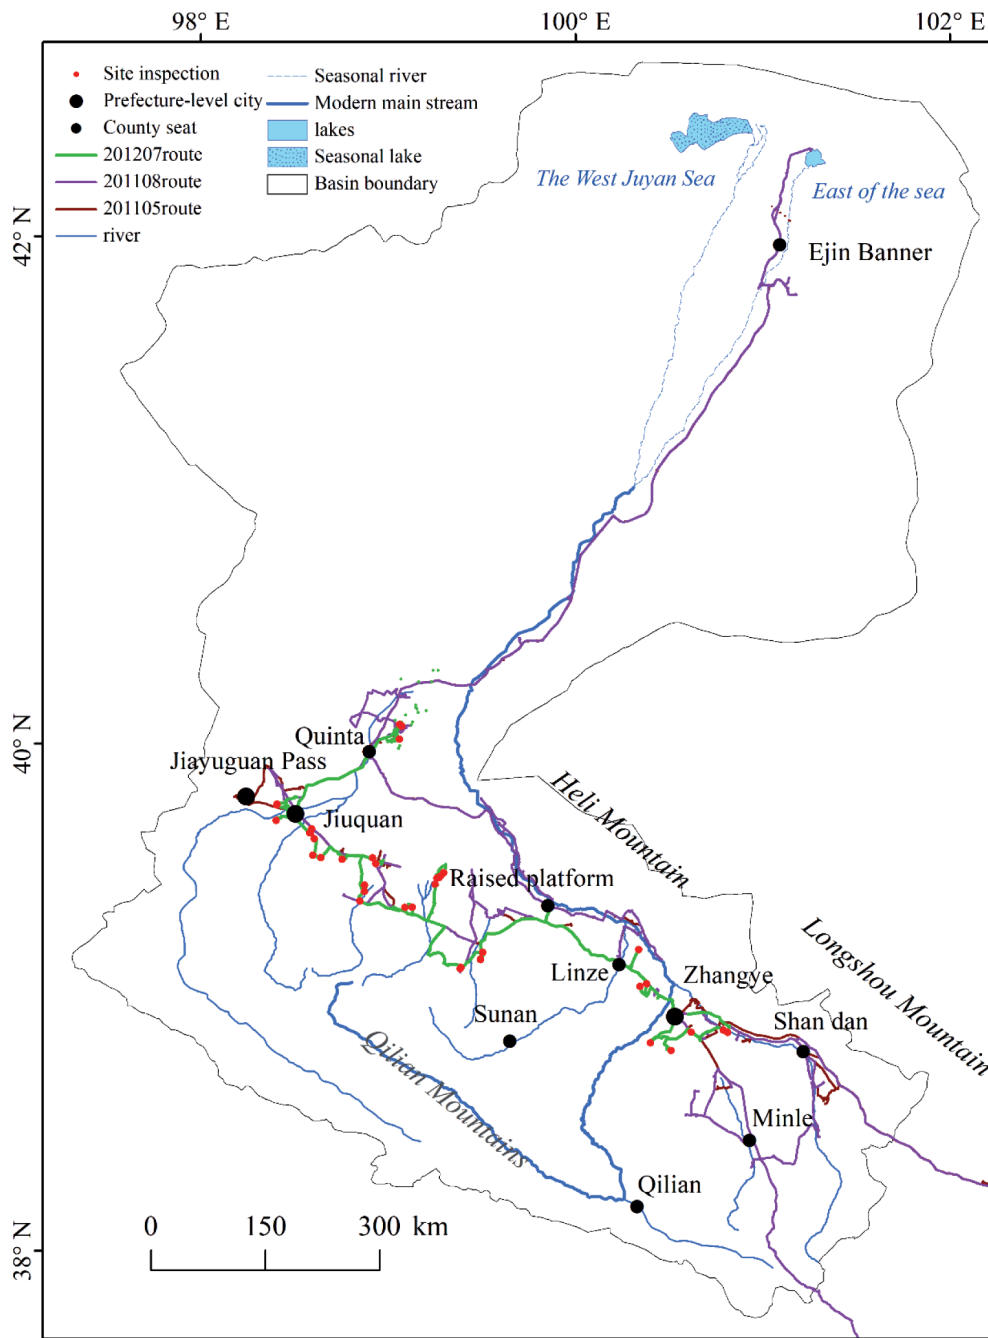 98° E
100° E
102° E
Site inspection
Prefecture-level city
County seat
201207route
201108route
201105route
river
Seasonal river
Modern main stream
lakes
Seasonal lake
Basin boundary
The West Juyan Sea
East of the sea
42° N
Ejin Banner
40° N
Quinta
Jiayuguan Pass
Jiuquan
Heli Mountain
Raised platform
Longshou Mountain
Linze
Zhangye
Sunan
Shan dan
Qilian Mountains
Minle
Qilian
0 150 300 km
38° N